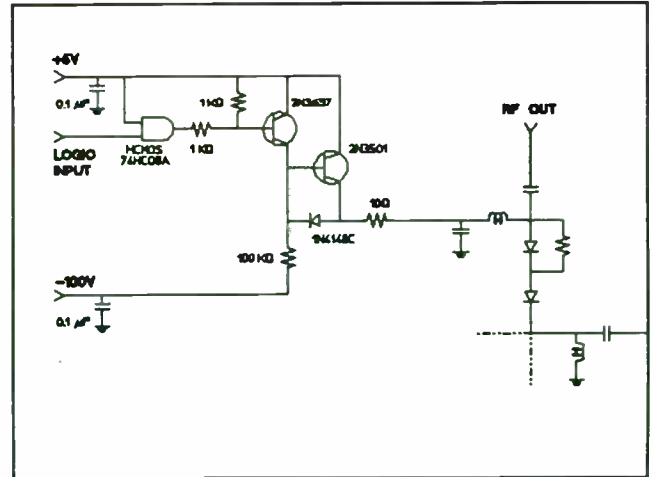 +5V
0.1 µF
1 KΩ
2N3637
RF OUT
LOGIC
INPUT
HCMOS
74HC08A
1 KΩ
2N3501
10Ω
1N4148C
100 KΩ
-100V
0.1 µF